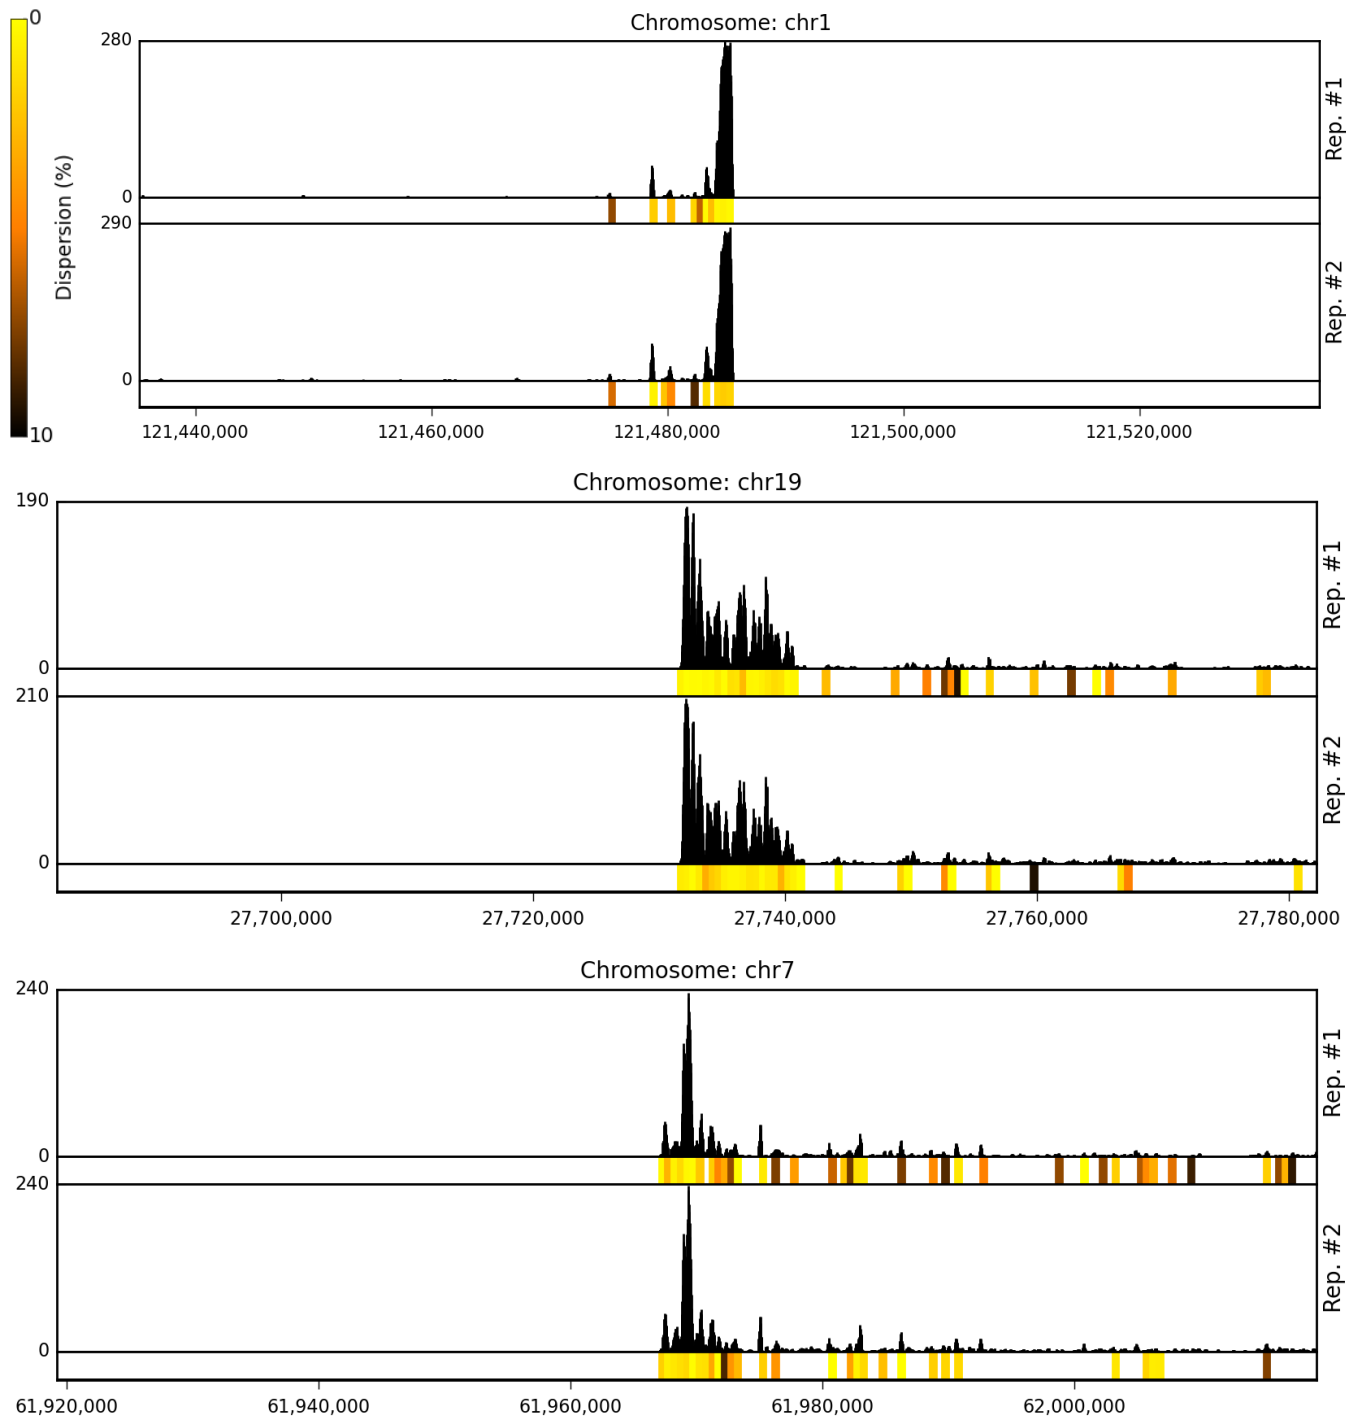 0
Dispersion (%)
10
Chromosome: chr1
280
0
Rep. #1
290
0
Rep. #2
121,440,000
121,460,000
121,480,000
121,500,000
121,520,000
Chromosome: chr19
190
0
Rep. #1
210
0
Rep. #2
27,700,000
27,720,000
27,740,000
27,760,000
27,780,000
Chromosome: chr7
240
0
Rep. #1
240
0
Rep. #2
61,920,000
61,940,000
61,960,000
61,980,000
62,000,000